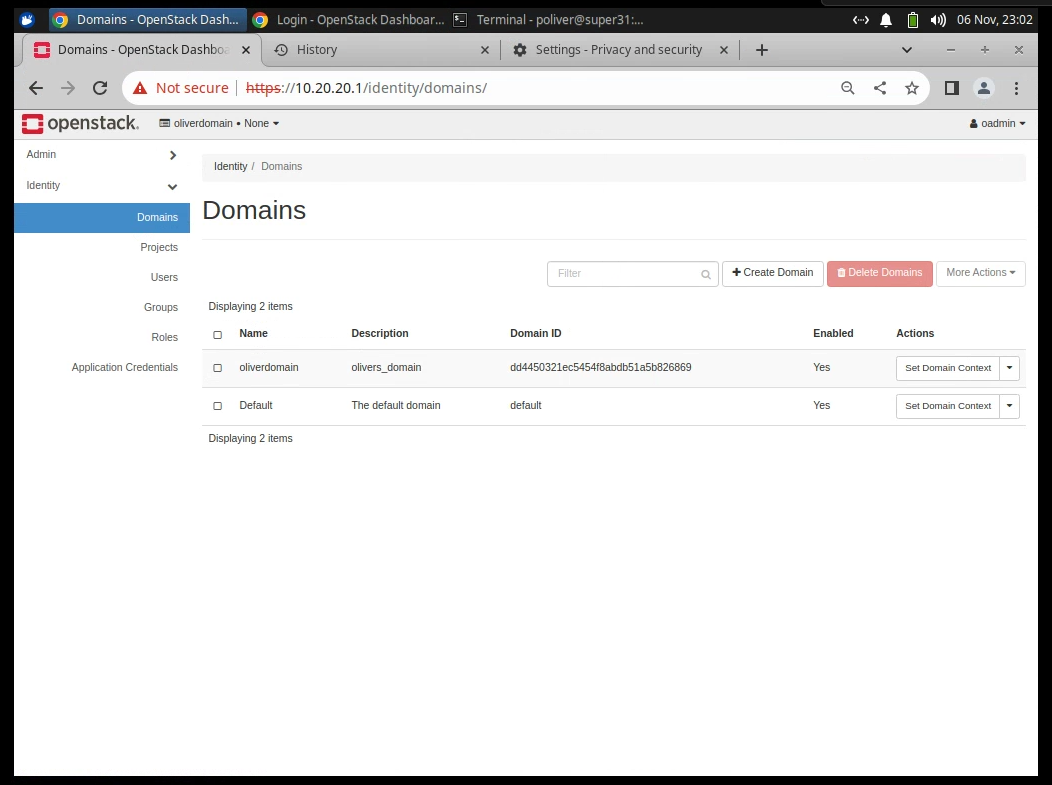 Domains - OpenStack Dash... Login - OpenStack Dashboar... Terminal - poliver@super31:... 06 Nov, 23:02
Domains - OpenStack Dashboa History Settings - Privacy and security
Not secure https://10.20.20.1/identity/domains/
openstack. oliverdomain • None oadmin
Admin
Identity
Domains
Projects
Users
Groups
Roles
Application Credentials
Identity / Domains
Domains
Filter Create Domain Delete Domains More Actions
Displaying 2 items
Name Description Domain ID Enabled Actions
oliverdomain olivers_domain dd4450321ec5454f8abdb51a5b826869 Yes Set Domain Context
Default The default domain default Yes Set Domain Context
Displaying 2 items